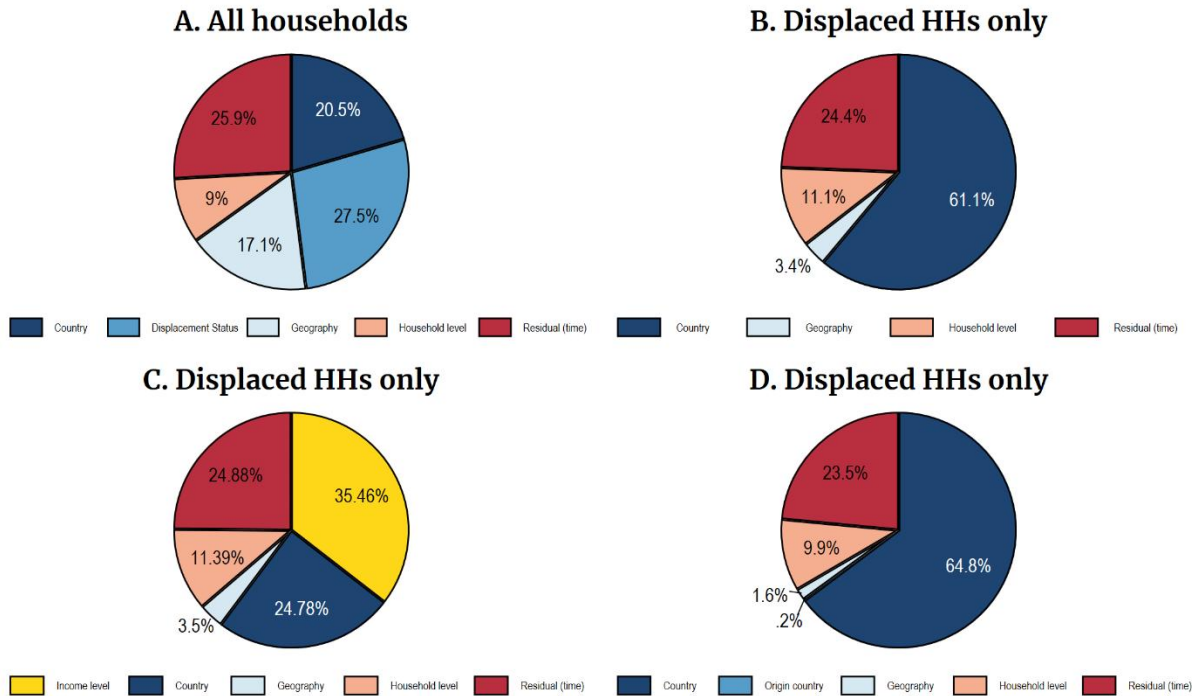 A. All households
25.9%
20.5%
9%
27.5%
17.1%
Country Displacement Status Geography Household level Residual (time)
B. Displaced HHs only
24.4%
11.1%
61.1%
3.4%
Country Geography Household level Residual (time)
C. Displaced HHs only
24.88%
35.46%
11.39%
24.78%
3.5%
Income level Country Geography Household level Residual (time)
D. Displaced HHs only
23.5%
9.9%
64.8%
1.6%
.2%
Country Origin country Geography Household level Residual (time)